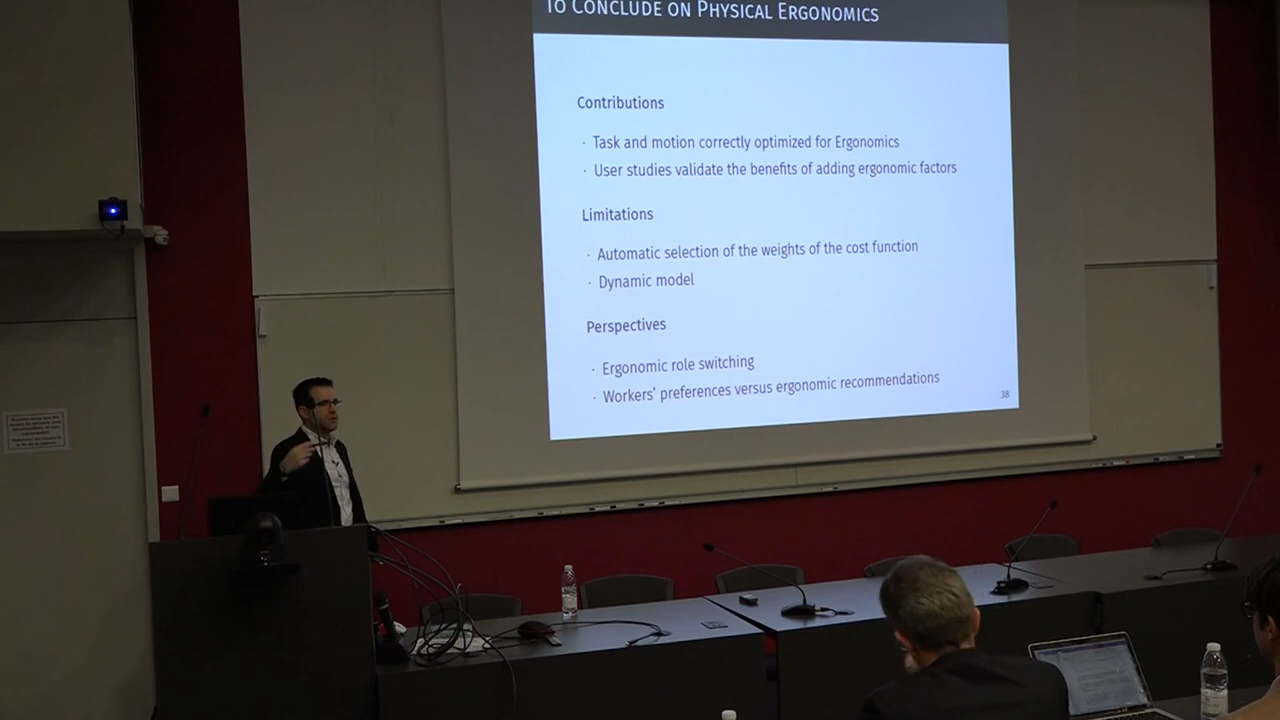 To Conclude on Physical Ergonomics
Contributions
· Task and motion correctly optimized for Ergonomics
· User studies validate the benefits of adding ergonomic factors
Limitations
· Automatic selection of the weights of the cost function
· Dynamic model
Perspectives
· Ergonomic role switching
· Workers’ preferences versus ergonomic recommendations
38